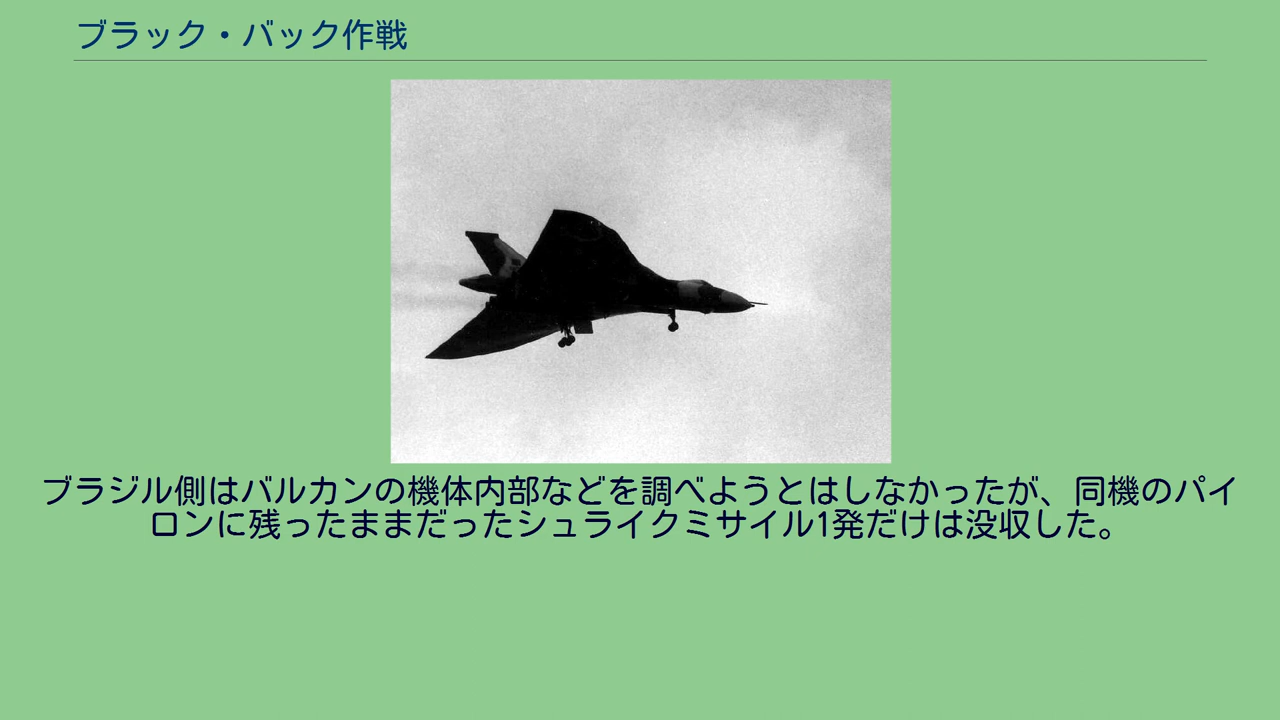 ブラック・バック作戦
ブラジル側はバルカンの機体内部などを調べようとはしなかったが、同機のパイ
ロンに残ったままだったシュライクミサイル1発だけは没収した。